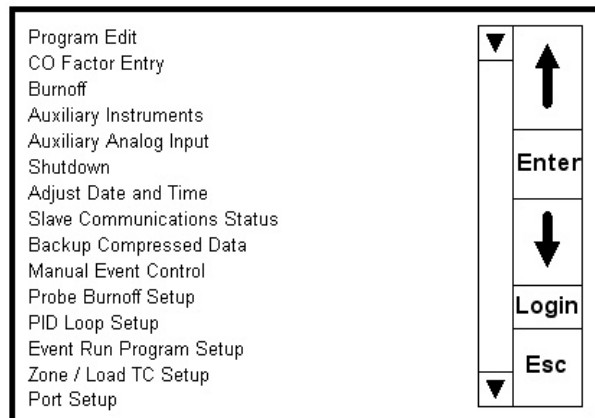 Program Edit
CO Factor Entry
Burnoff
Auxiliary Instruments
Auxiliary Analog Input
Shutdown
Adjust Date and Time
Slave Communications Status
Backup Compressed Data
Manual Event Control
Probe Burnoff Setup
PID Loop Setup
Event Run Program Setup
Zone / Load TC Setup
Port Setup
Enter
Login
Esc